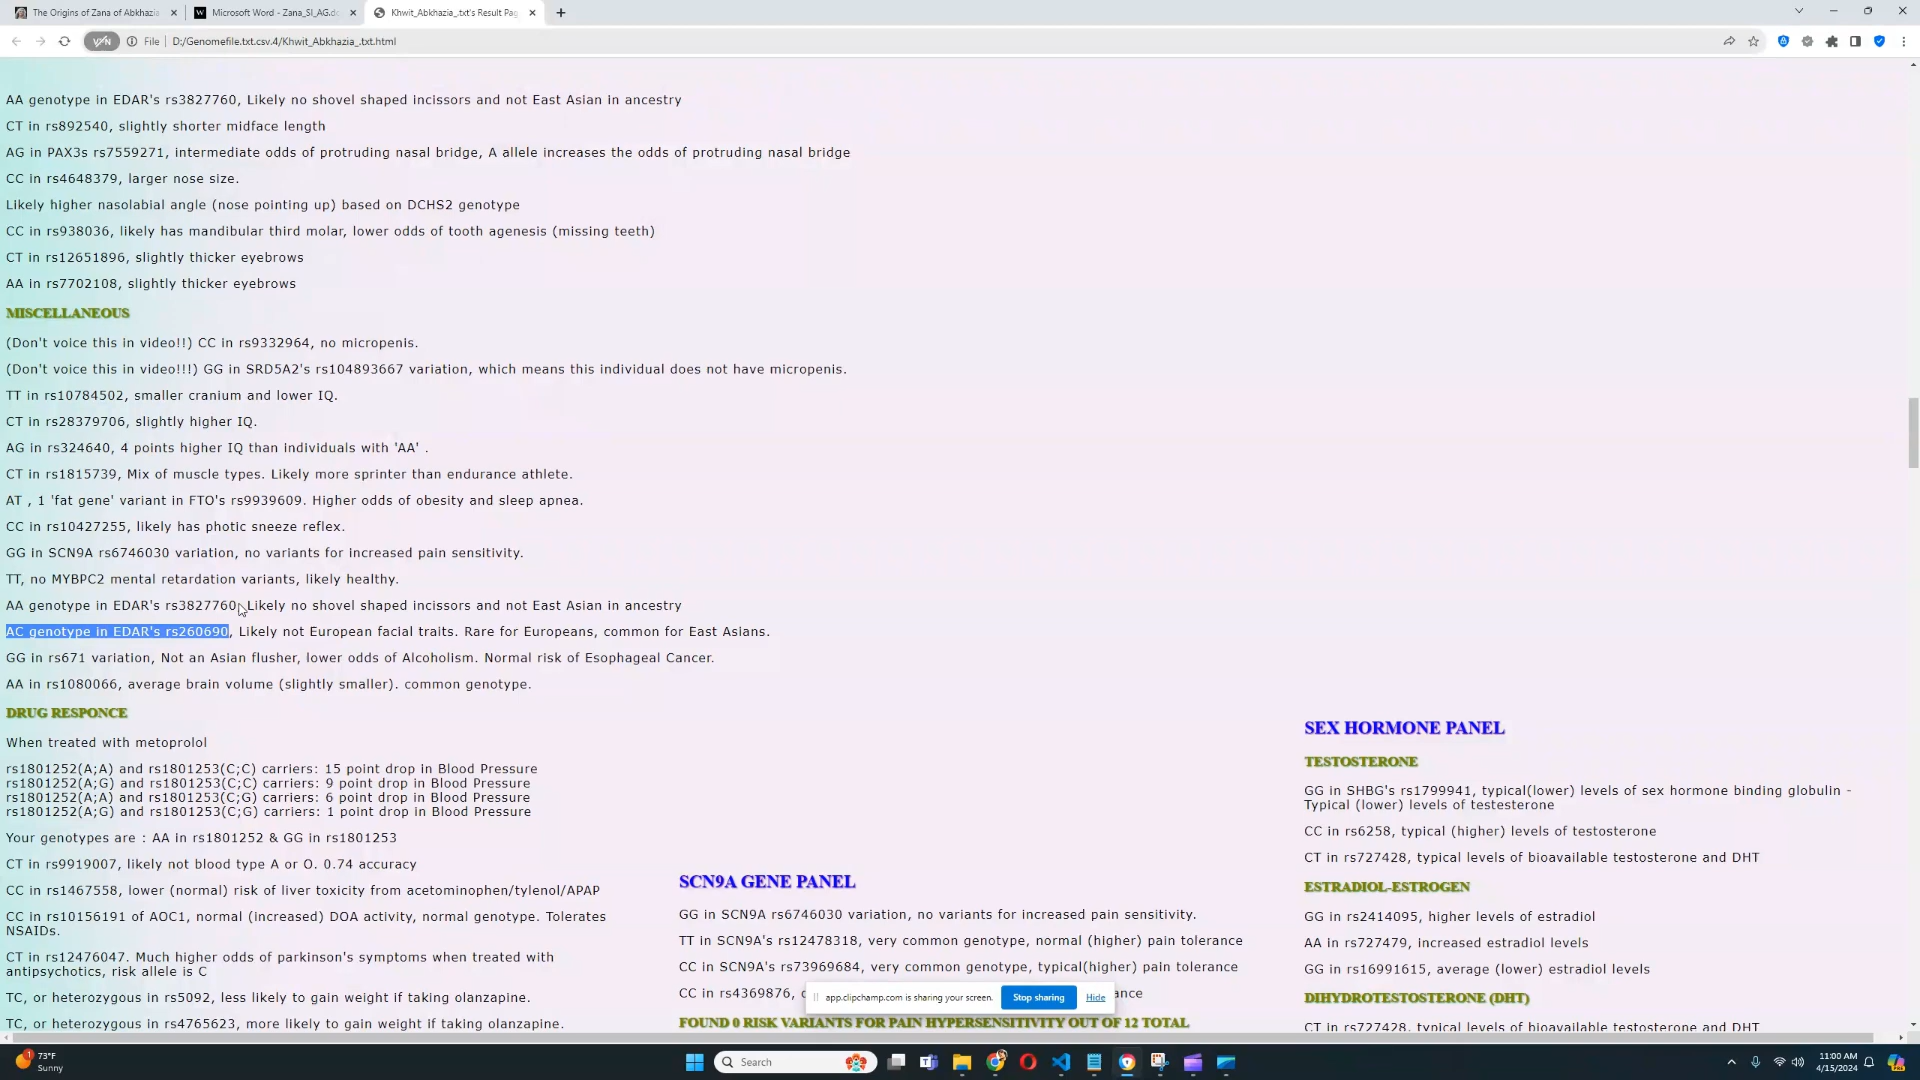 The Origins of Zana of Abkhazia
Microsoft Word - Zana_SI_AG.do
Khwit_Abkhazia_.txt's Result Pag
File
D:/Genomefile.txt.csv.4/Khwit_Abkhazia_.txt.html
AA genotype in EDAR's rs3827760, Likely no shovel shaped incissors and not East Asian in ancestry
CT in rs892540, slightly shorter midface length
AG in PAX3s rs7559271, intermediate odds of protruding nasal bridge, A allele increases the odds of protruding nasal bridge
CC in rs4648379, larger nose size.
Likely higher nasolabial angle (nose pointing up) based on DCHS2 genotype
CC in rs938036, likely has mandibular third molar, lower odds of tooth agenesis (missing teeth)
CT in rs12651896, slightly thicker eyebrows
AA in rs7702108, slightly thicker eyebrows
MISCELLANEOUS
(Don't voice this in video!!) CC in rs9332964, no micropenis.
(Don't voice this in video!!!) GG in SRD5A2's rs104893667 variation, which means this individual does not have micropenis.
TT in rs10784502, smaller cranium and lower IQ.
CT in rs28379706, slightly higher IQ.
AG in rs324640, 4 points higher IQ than individuals with 'AA' .
CT in rs1815739, Mix of muscle types. Likely more sprinter than endurance athlete.
AT , 1 'fat gene' variant in FTO's rs9939609. Higher odds of obesity and sleep apnea.
CC in rs10427255, likely has photic sneeze reflex.
GG in SCN9A rs6746030 variation, no variants for increased pain sensitivity.
TT, no MYBPC2 mental retardation variants, likely healthy.
AA genotype in EDAR's rs3827760, Likely no shovel shaped incissors and not East Asian in ancestry
AC genotype in EDAR's rs260690, Likely not European facial traits. Rare for Europeans, common for East Asians.
GG in rs671 variation, Not an Asian flusher, lower odds of Alcoholism. Normal risk of Esophageal Cancer.
AA in rs1080066, average brain volume (slightly smaller). common genotype.
DRUG RESPONCE
When treated with metoprolol
rs1801252(A;A) and rs1801253(C;C) carriers: 15 point drop in Blood Pressure
rs1801252(A;G) and rs1801253(C;C) carriers: 9 point drop in Blood Pressure
rs1801252(A;A) and rs1801253(C;G) carriers: 6 point drop in Blood Pressure
rs1801252(A;G) and rs1801253(C;G) carriers: 1 point drop in Blood Pressure
Your genotypes are : AA in rs1801252 & GG in rs1801253
CT in rs9919007, likely not blood type A or O. 0.74 accuracy
CC in rs1467558, lower (normal) risk of liver toxicity from acetominophen/tylenol/APAP
CC in rs10156191 of AOC1, normal (increased) DOA activity, normal genotype. Tolerates
NSAIDs.
CT in rs12476047. Much higher odds of parkinson's symptoms when treated with
antipsychotics, risk allele is C
TC, or heterozygous in rs5092, less likely to gain weight if taking olanzapine.
TC, or heterozygous in rs4765623, more likely to gain weight if taking olanzapine.
SCN9A GENE PANEL
GG in SCN9A rs6746030 variation, no variants for increased pain sensitivity.
TT in SCN9A's rs12478318, very common genotype, normal (higher) pain tolerance
CC in SCN9A's rs73969684, very common genotype, typical(higher) pain tolerance
CC in rs4369876,
FOUND 0 RISK VARIANTS FOR PAIN HYPERSENSITIVITY OUT OF 12 TOTAL
SEX HORMONE PANEL
TESTOSTERONE
GG in SHBG's rs1799941, typical(lower) levels of sex hormone binding globulin -
Typical (lower) levels of testesterone
CC in rs6258, typical (higher) levels of testosterone
CT in rs727428, typical levels of bioavailable testosterone and DHT
ESTRADIOL-ESTROGEN
GG in rs2414095, higher levels of estradiol
AA in rs727479, increased estradiol levels
GG in rs16991615, average (lower) estradiol levels
DIHYDROTESTOSTERONE (DHT)
CT in rs727428, typical levels of bioavailable testosterone and DHT
app.clipchamp.com is sharing your screen.
Stop sharing
Hide
73°F
Sunny
Search
11:00 AM
4/15/2024